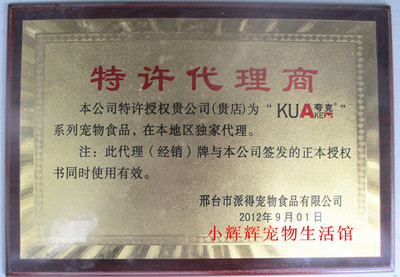 特许代理商
本公司特许授权贵公司(贵店)为“KUA夸克®KEM”
系列宠物食品，在本地区独家代理。
注：此代理（经销）牌与本公司签发的正本授权
书同时使用有效。
邢台市派得宠物食品有限公司
2012年9月01日
小辉辉宠物生活馆